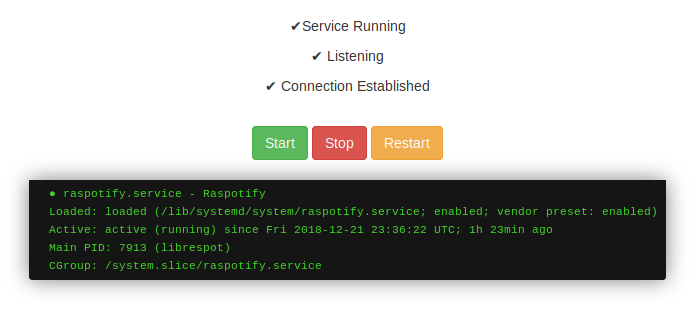 ✔Service Running
✔ Listening
✔ Connection Established
Start Stop Restart
● raspotify.service - Raspotify
Loaded: loaded (/lib/systemd/system/raspotify.service; enabled; vendor preset: enabled)
Active: active (running) since Fri 2018-12-21 23:36:22 UTC; 1h 23min ago
Main PID: 7913 (librespot)
CGroup: /system.slice/raspotify.service